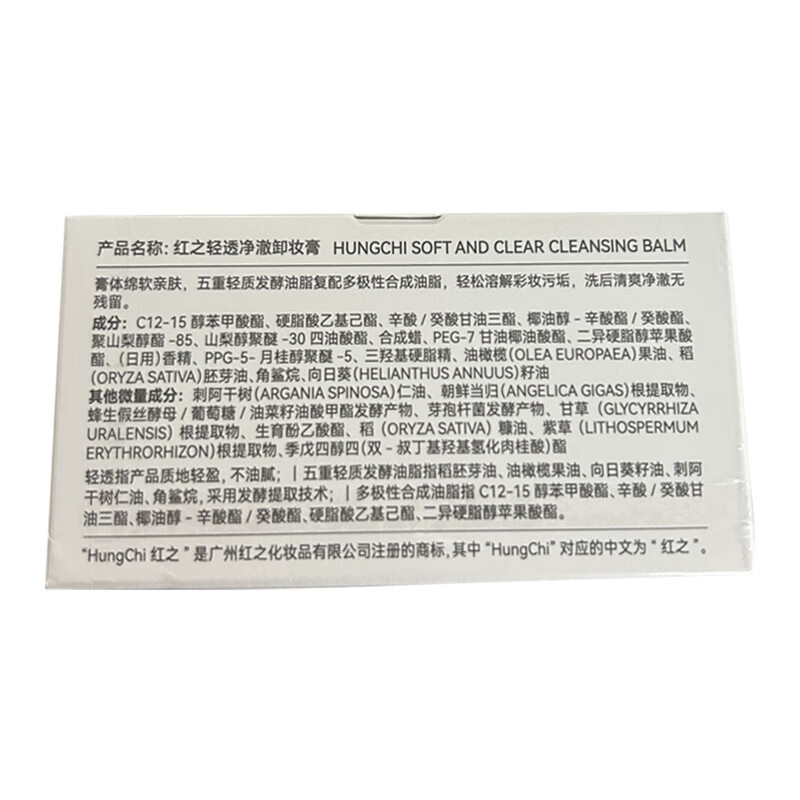 产品名称: 红之轻透净澈卸妆膏 HUNGCHI SOFT AND CLEAR CLEANSING BALM
膏体绵软亲肤，五重轻质发酵油脂复配多极性合成油脂，轻松溶解彩妆污垢，洗后清爽净澈无
残留。
成分：C12-15 醇苯甲酸酯、硬脂酸乙基己酯、辛酸 / 癸酸甘油三酯、椰油醇 - 辛酸酯 / 癸酸酯、
聚山梨醇酯 -85、山梨醇聚醚 -30 四油酸酯、合成蜡、PEG-7 甘油椰油酸酯、二异硬脂醇苹果酸
酯、(日用)香精、PPG-5- 月桂醇聚醚 -5、三羟基硬脂精、油橄榄(OLEA EUROPAEA)果油、稻
(ORYZA SATIVA)胚芽油、角鲨烷、向日葵(HELIANTHUS ANNUUS)籽油
其他微量成分：刺阿干树(ARGANIA SPINOSA)仁油、朝鲜当归(ANGELICA GIGAS)根提取物、
蜂生假丝酵母 / 葡萄糖 / 油菜籽油酸甲酯发酵产物、芽孢杆菌发酵产物、甘草 (GLYCYRRHIZA
URALENSIS) 根提取物、生育酚乙酸酯、稻 (ORYZA SATIVA) 糠油、紫草 (LITHOSPERMUM
ERYTHRORHIZON)根提取物、季戊四醇四(双 - 叔丁基羟基氢化肉桂酸)酯
轻透指产品质地轻盈, 不油腻；| 五重轻质发酵油脂指稻胚芽油、油橄榄果油、向日葵籽油、刺阿
干树仁油、角鲨烷, 采用发酵提取技术；| 多极性合成油脂指 C12-15 醇苯甲酸酯、辛酸 / 癸酸甘
油三酯、椰油醇 - 辛酸酯 / 癸酸酯、硬脂酸乙基己酯、二异硬脂醇苹果酸酯。
“HungChi 红之 ” 是广州红之化妆品有限公司注册的商标, 其中 “HungChi” 对应的中文为 “ 红之 ” 。